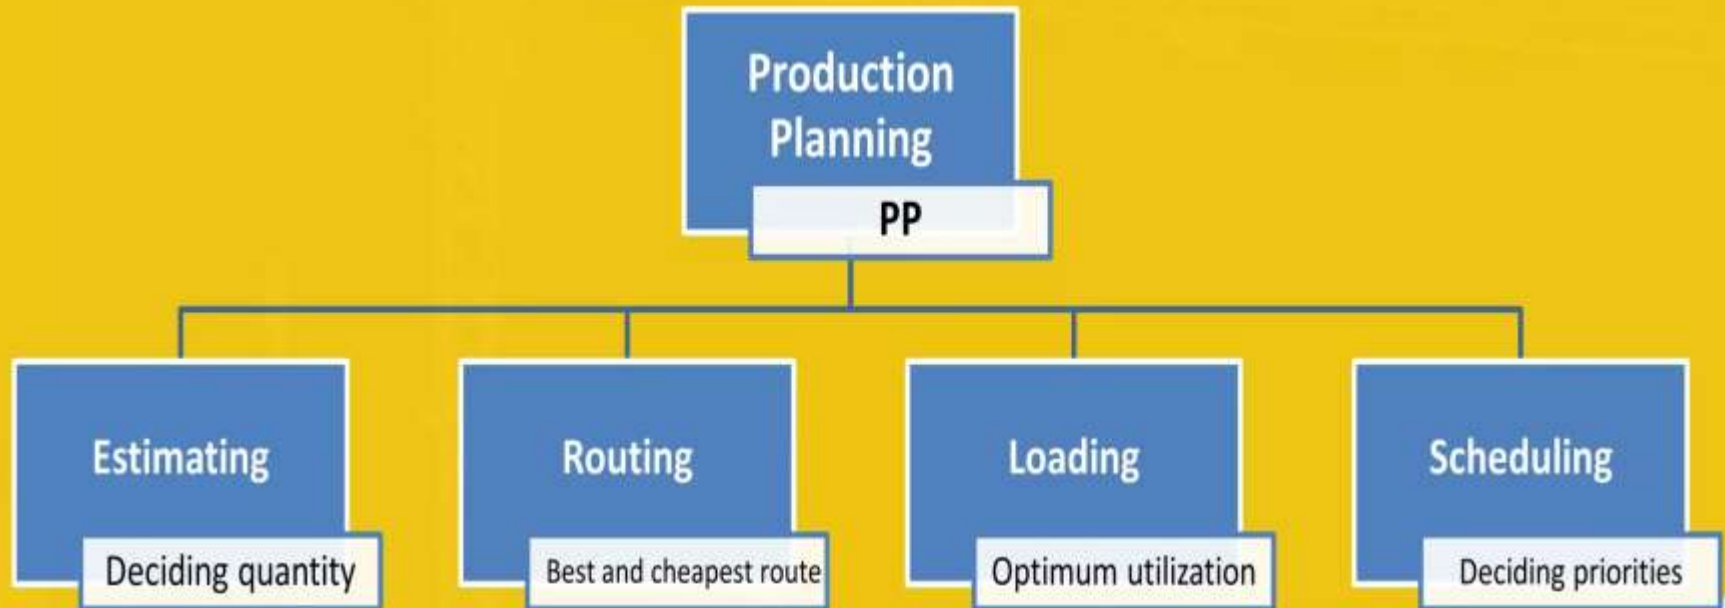 Production
Planning
PP
Estimating
Deciding quantity
Routing
Best and cheapest route
Loading
Optimum utilization
Scheduling
Deciding priorities